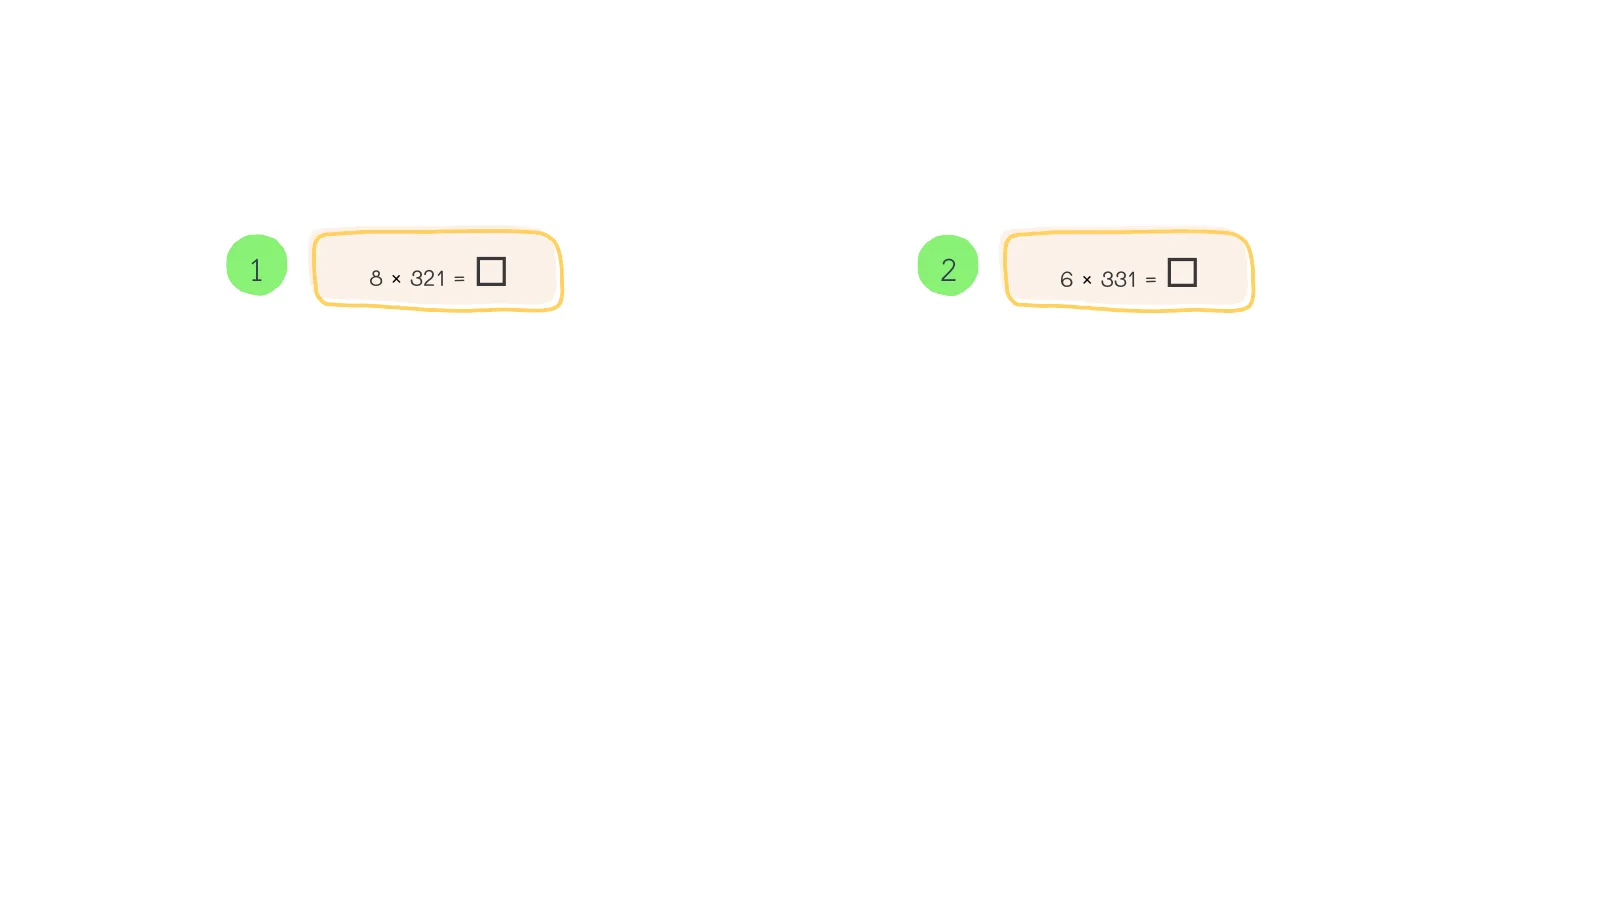 1
8 × 321 = □
2
6 × 331 = □